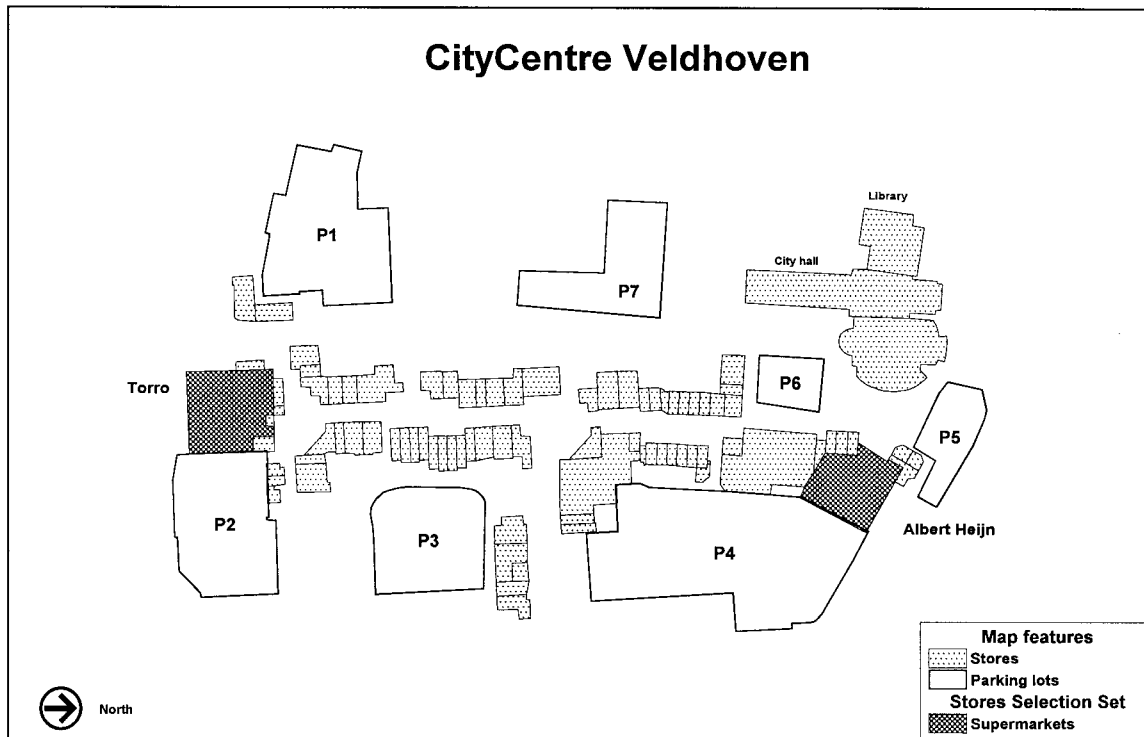 CityCentre Veldhoven
Library
P1
City hall
P7
Torro
P6
P5
P2
P3
P4
Albert Heijn
Map features
Stores
Parking lots
Stores Selection Set
Supermarkets
North